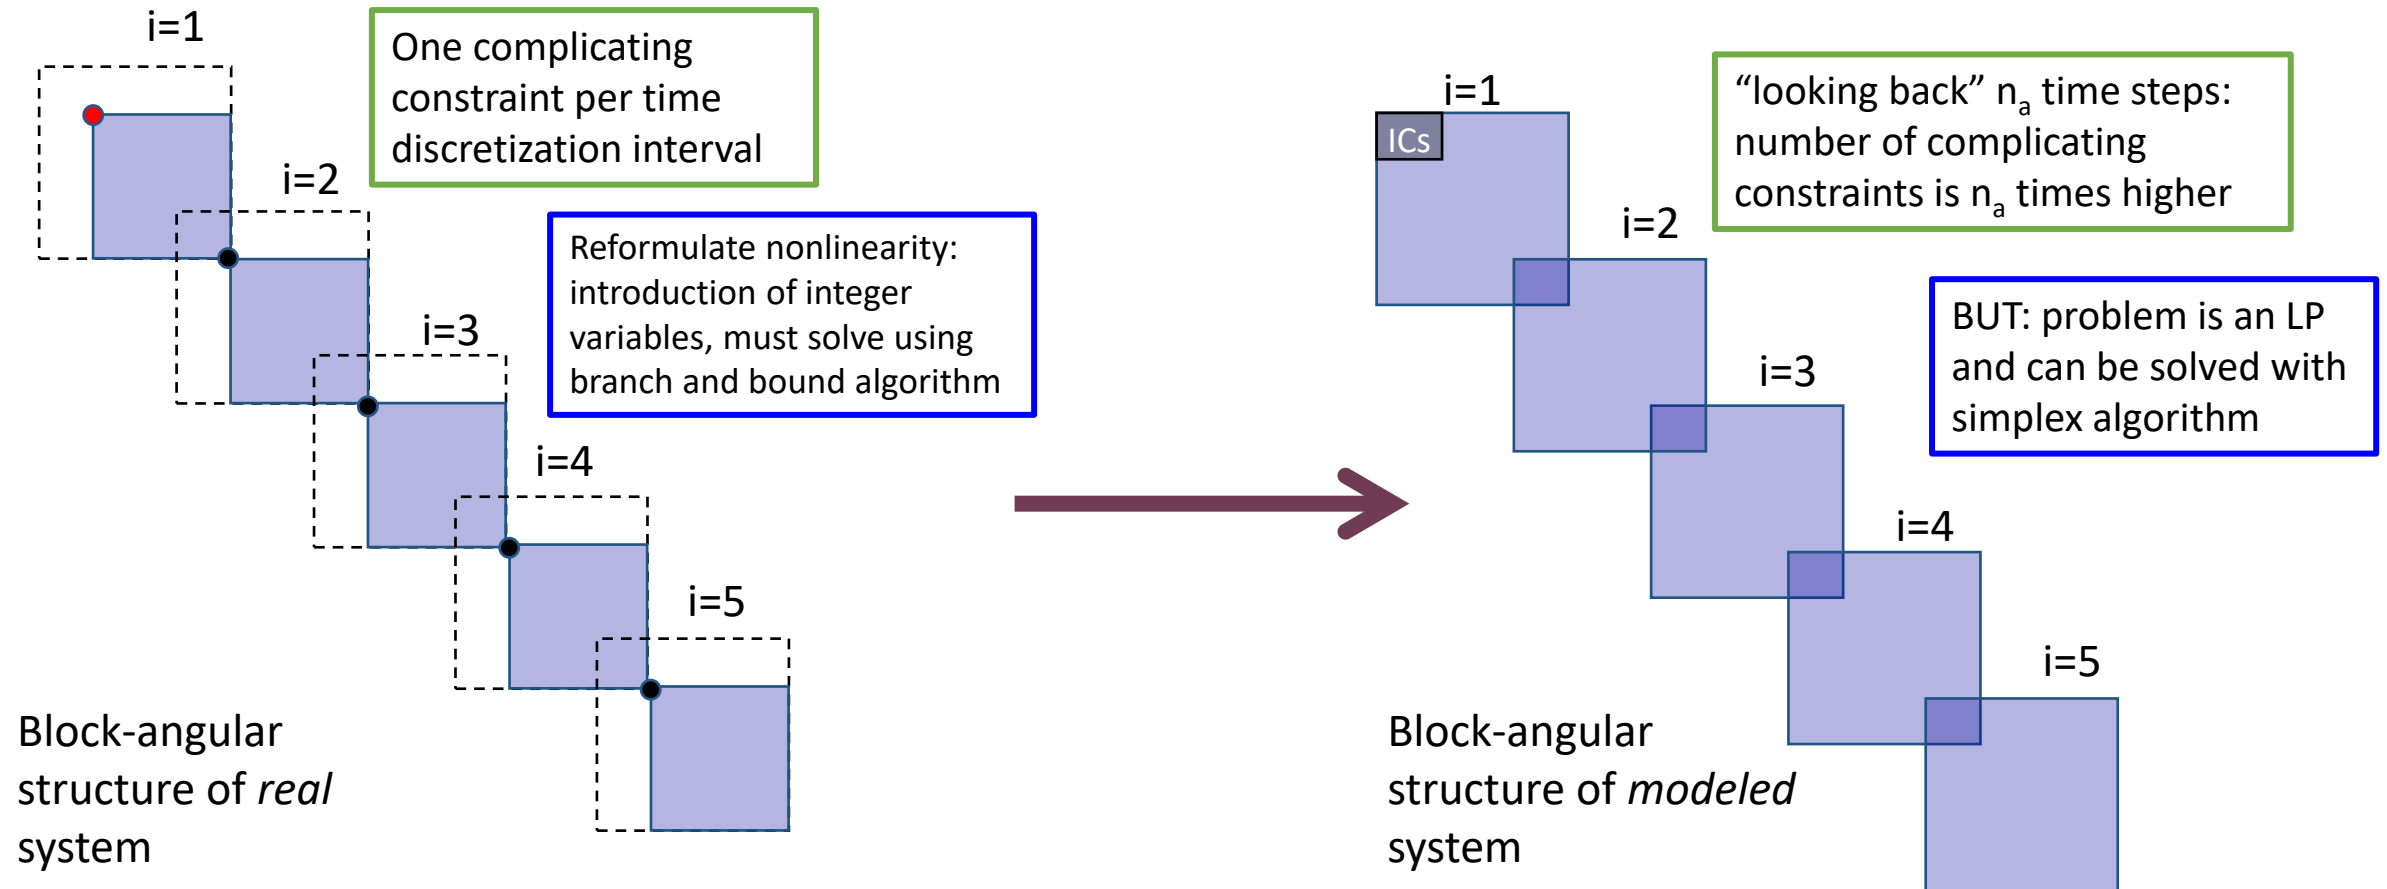 i=1
One complicating
constraint per time
discretization interval
i=2
Reformulate nonlinearity:
introduction of integer
variables, must solve using
branch and bound algorithm
i=3
i=4
i=5
Block-angular
structure of real
system
i=1
ICs
“looking back” nₐ time steps:
number of complicating
constraints is nₐ times higher
i=2
BUT: problem is an LP
and can be solved with
simplex algorithm
i=3
i=4
i=5
Block-angular
structure of modeled
system